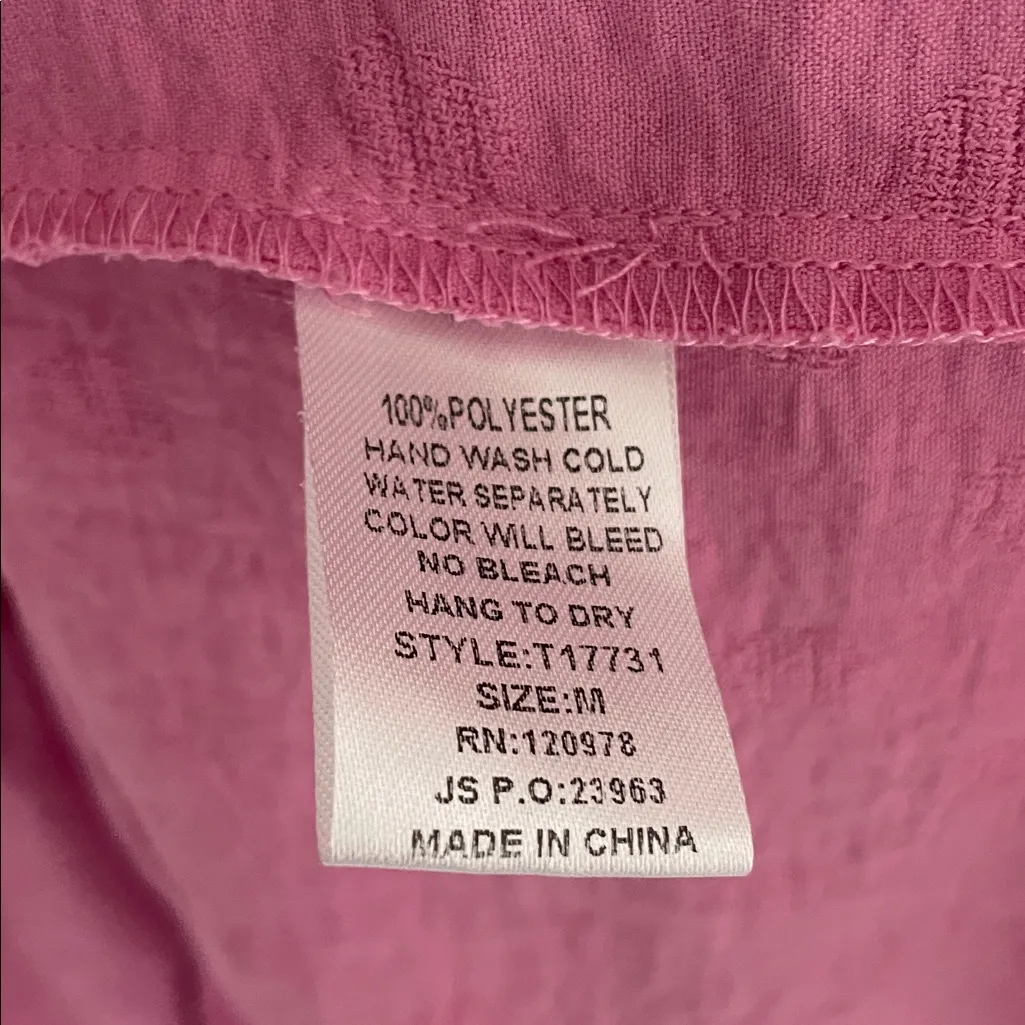 100%POLYESTER
HAND WASH COLD
WATER SEPARATELY
COLOR WILL BLEED
NO BLEACH
HANG TO DRY
STYLE:T17731
SIZE:M
RN:120978
JS P.O:23963
MADE IN CHINA